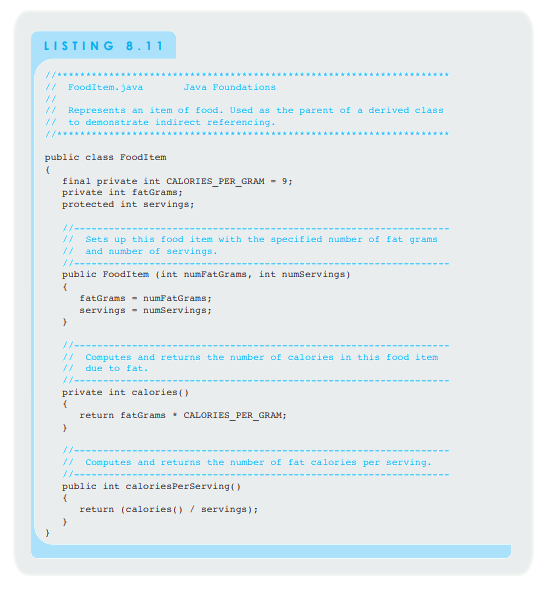 LISTING 8.11
//********************************************************************
//  FoodItem.java       Java Foundations
//
//  Represents an item of food. Used as the parent of a derived class
//  to demonstrate indirect referencing.
//********************************************************************
public class FoodItem
{
   final private int CALORIES_PER_GRAM = 9;
   private int fatGrams;
   protected int servings;
   //-----------------------------------------------------------------
   //  Sets up this food item with the specified number of fat grams
   //  and number of servings.
   //-----------------------------------------------------------------
   public FoodItem (int numFatGrams, int numServings)
   {
      fatGrams = numFatGrams;
      servings = numServings;
   }
   //-----------------------------------------------------------------
   //  Computes and returns the number of calories in this food item
   //  due to fat.
   //-----------------------------------------------------------------
   private int calories()
   {
      return fatGrams * CALORIES_PER_GRAM;
   }
   //-----------------------------------------------------------------
   //  Computes and returns the number of fat calories per serving.
   //-----------------------------------------------------------------
   public int caloriesPerServing()
   {
      return (calories() / servings);
   }
}